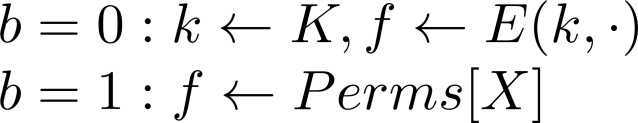 b = 0 : k ← K, f ← E(k, ·)
b = 1 : f ← Perms[X]